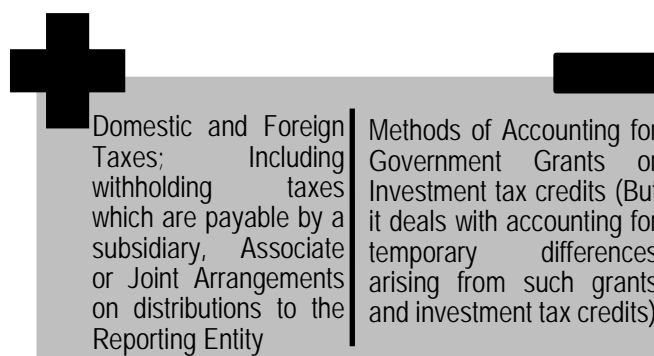 Domestic and Foreign
Taxes; Including
withholding taxes
which are payable by a
subsidiary, Associate
or Joint Arrangements
on distributions to the
Reporting Entity
Methods of Accounting for
Government Grants or
Investment tax credits (But
it deals with accounting for
temporary differences
arising from such grants
and investment tax credits)